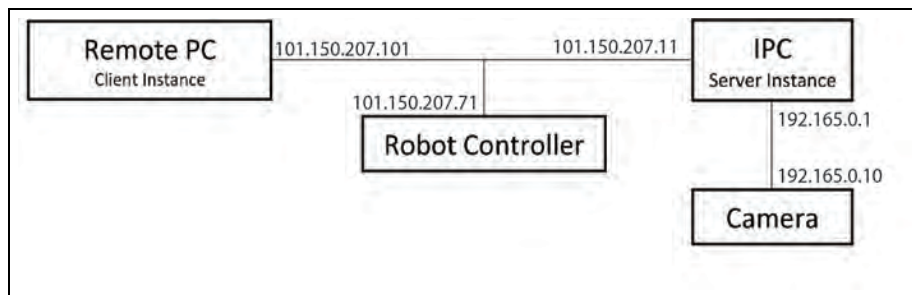 Remote PC
Client Instance
101.150.207.101
101.150.207.11
IPC
Server Instance
101.150.207.71
Robot Controller
192.165.0.1
192.165.0.10
Camera